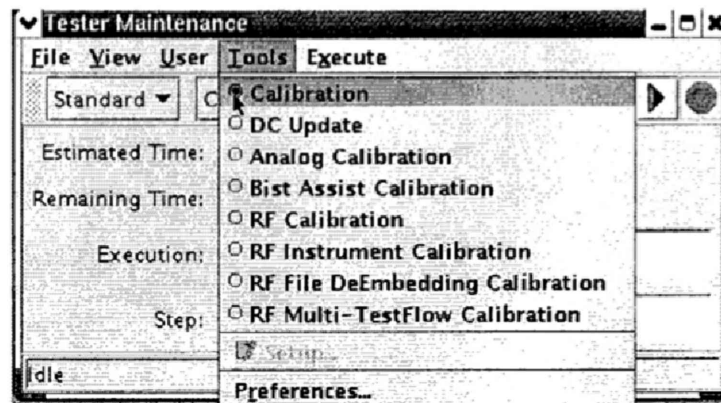 Tester Maintenance
File View User Tools Execute
Standard
Calibration
DC Update
Estimated Time:
Analog Calibration
Bist Assist Calibration
Remaining Time:
RF Calibration
Execution:
RF Instrument Calibration
RF File DeEmbedding Calibration
Step:
RF Multi-TestFlow Calibration
Setup...
Idle
Preferences...